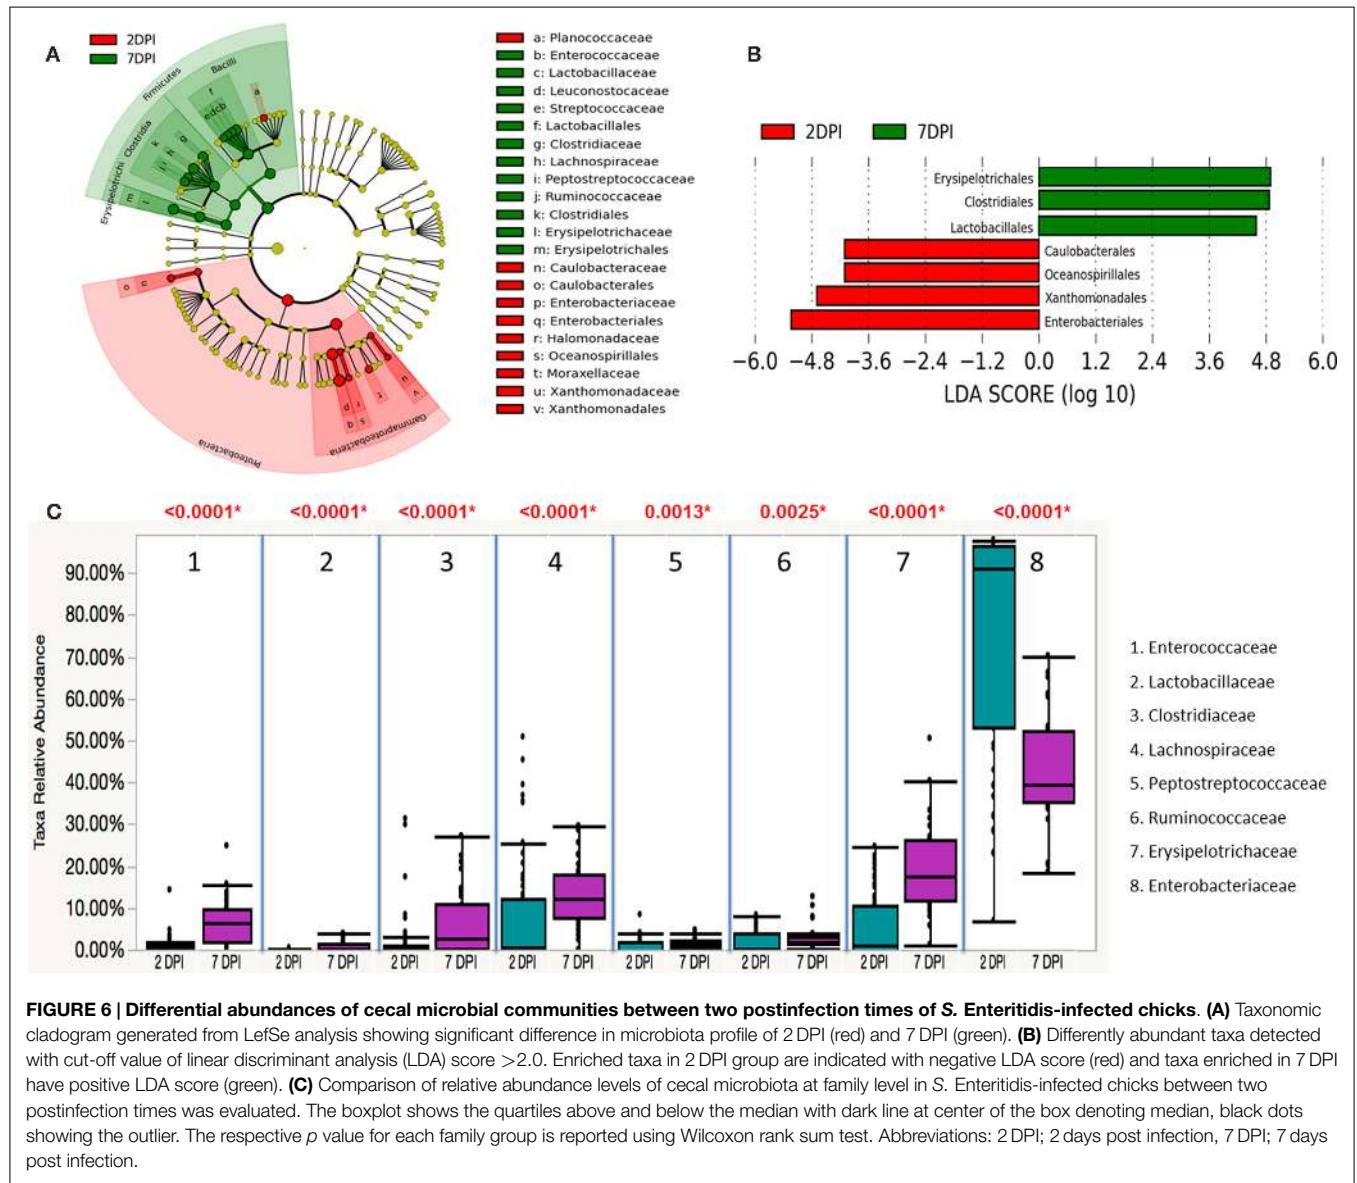 A
2DPI
7DPI
Bacilli
Firmicutes
Clostridia
Erysipelotrichi
f
a
e d c b
g
k
j
i
h
m
l
o
n
Proteobacteria
Gammaproteobacteria
p
r
q
s
t
u
v
a: Planococcaceae
b: Enterococcaceae
c: Lactobacillaceae
d: Leuconostocaceae
e: Streptococcaceae
f: Lactobacillales
g: Clostridiaceae
h: Lachnospiraceae
i: Peptostreptococcaceae
j: Ruminococcaceae
k: Clostridiales
l: Erysipelotrichaceae
m: Erysipelotrichales
n: Caulobacteraceae
o: Caulobacterales
p: Enterobacteriaceae
q: Enterobacteriales
r: Halomonadaceae
s: Oceanospirillales
t: Moraxellaceae
u: Xanthomonadaceae
v: Xanthomonadales
B
2DPI 7DPI
Erysipelotrichales
Clostridiales
Lactobacillales
Caulobacterales
Oceanospirillales
Xanthomonadales
Enterobacteriales
−6.0 −4.8 −3.6 −2.4 −1.2 0.0 1.2 2.4 3.6 4.8 6.0
LDA SCORE (log 10)
C
<0.0001* <0.0001* <0.0001* <0.0001* 0.0013* 0.0025* <0.0001* <0.0001*
1 2 3 4 5 6 7 8
Taxa Relative Abundance
90.00%
80.00%
70.00%
60.00%
50.00%
40.00%
30.00%
20.00%
10.00%
0.00%
2 DPI 7 DPI 2 DPI 7 DPI 2 DPI 7 DPI 2 DPI 7 DPI 2 DPI 7 DPI 2 DPI 7 DPI 2 DPI 7 DPI 2 DPI 7 DPI
1. Enterococcaceae
2. Lactobacillaceae
3. Clostridiaceae
4. Lachnospiraceae
5. Peptostreptococcaceae
6. Ruminococcaceae
7. Erysipelotrichaceae
8. Enterobacteriaceae
FIGURE 6 | Differential abundances of cecal microbial communities between two postinfection times of S. Enteritidis-infected chicks. (A) Taxonomic
cladogram generated from LefSe analysis showing significant difference in microbiota profile of 2 DPI (red) and 7 DPI (green). (B) Differently abundant taxa detected
with cut-off value of linear discriminant analysis (LDA) score >2.0. Enriched taxa in 2 DPI group are indicated with negative LDA score (red) and taxa enriched in 7 DPI
have positive LDA score (green). (C) Comparison of relative abundance levels of cecal microbiota at family level in S. Enteritidis-infected chicks between two
postinfection times was evaluated. The boxplot shows the quartiles above and below the median with dark line at center of the box denoting median, black dots
showing the outlier. The respective p value for each family group is reported using Wilcoxon rank sum test. Abbreviations: 2 DPI; 2 days post infection, 7 DPI; 7 days
post infection.